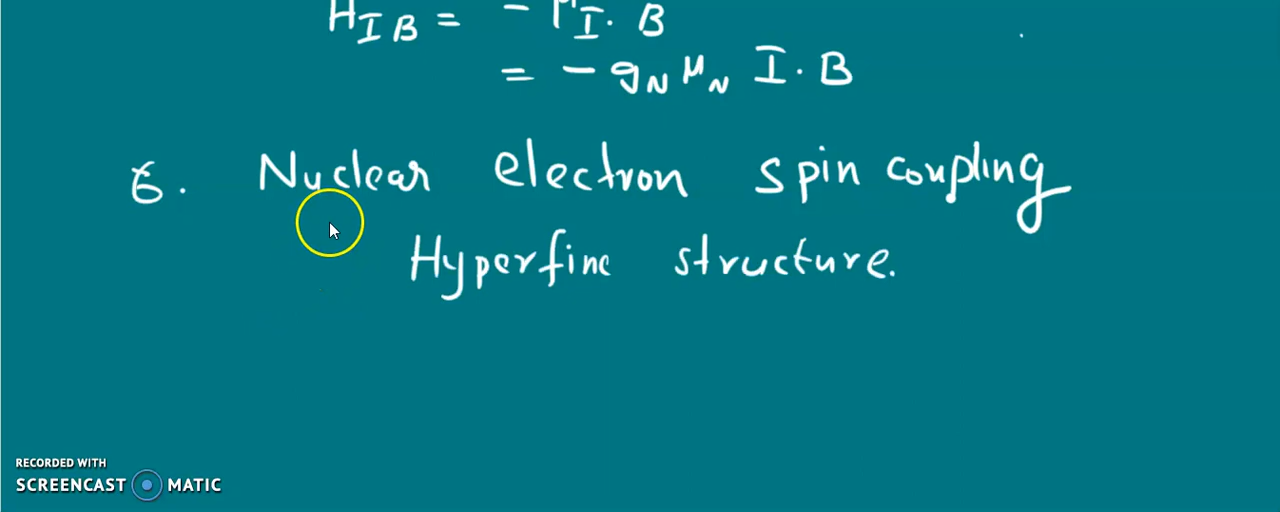 H_IB = - μ_I · B
= - g_N μ_N I · B
6. Nuclear electron spin coupling
Hyperfine structure.
RECORDED WITH
SCREENCAST MATIC